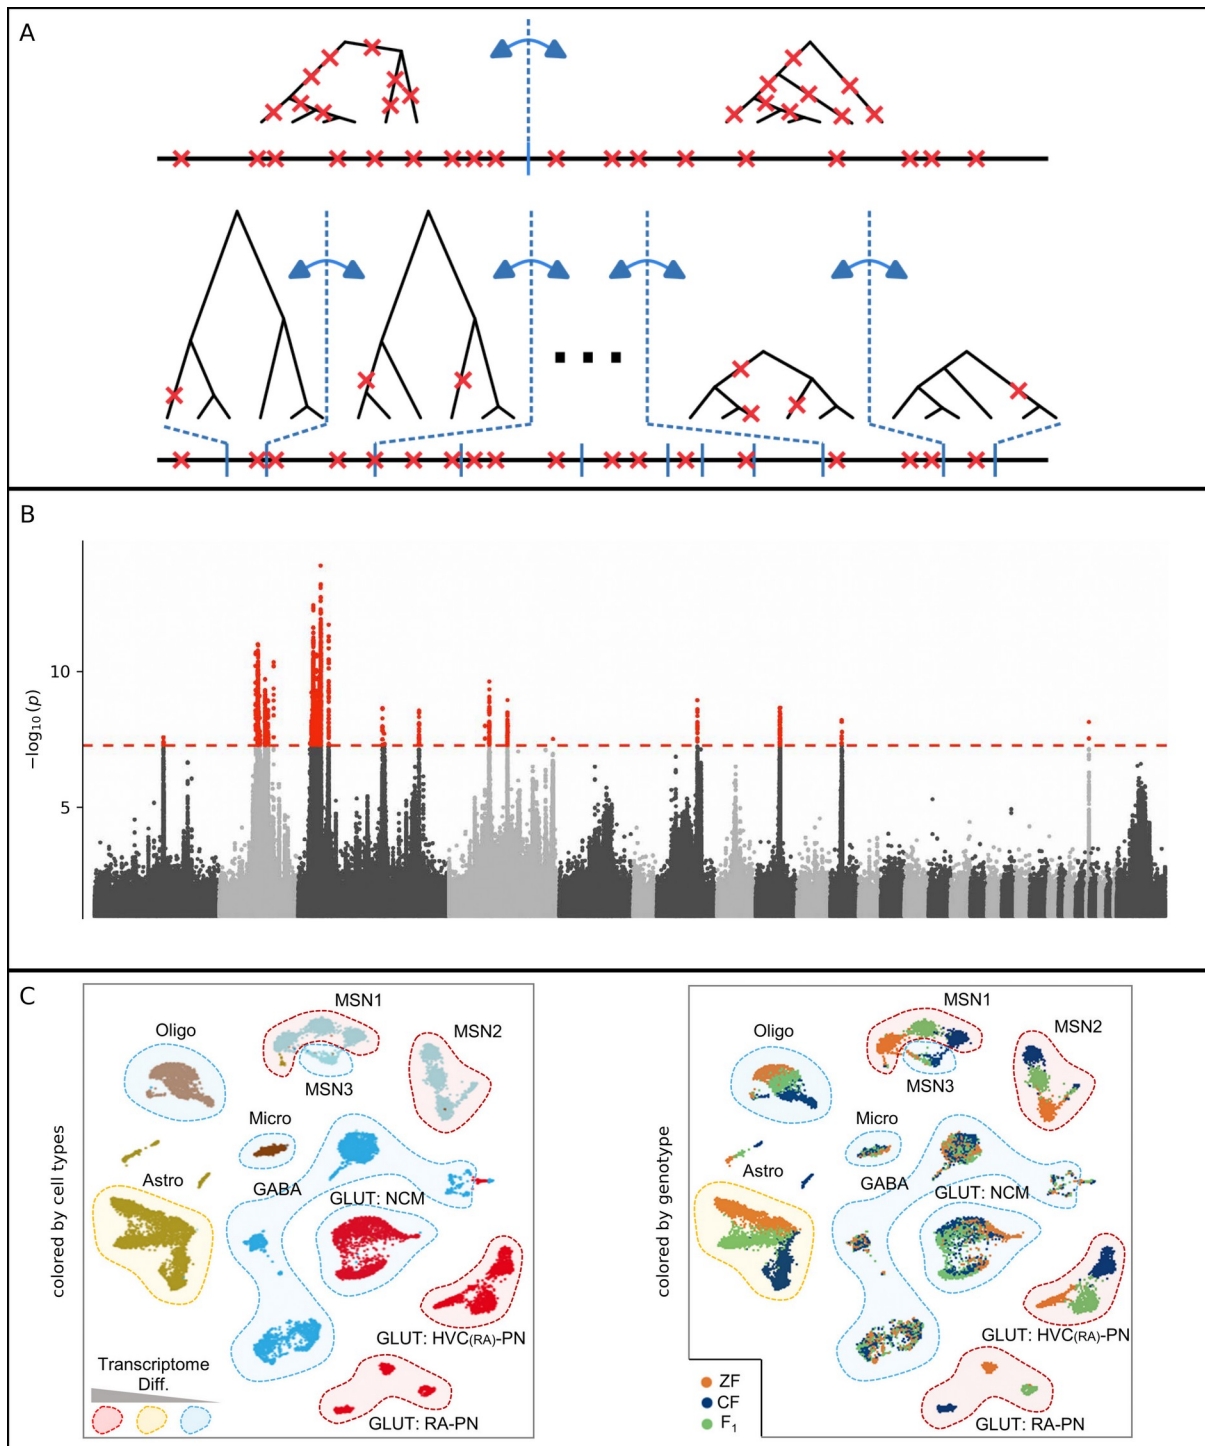 A
B
10
5
−log10(p)
C
MSN1
Oligo
MSN2
MSN3
Micro
Astro
GABA
GLUT: NCM
colored by cell types
GLUT: HVC(RA)-PN
Transcriptome
Diff.
GLUT: RA-PN
MSN1
Oligo
MSN2
MSN3
Micro
Astro
GABA
GLUT: NCM
colored by genotype
GLUT: HVC(RA)-PN
ZF
CF
F1
GLUT: RA-PN